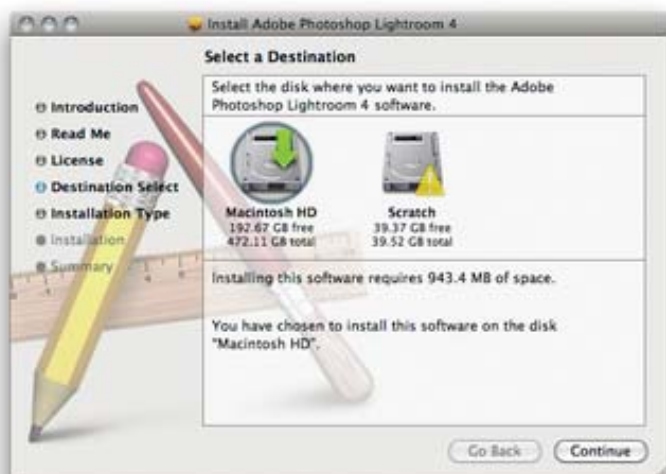 Install Adobe Photoshop Lightroom 4
Select a Destination
Introduction
Read Me
License
Destination Select
Installation Type
Installation
Summary
Select the disk where you want to install the Adobe
Photoshop Lightroom 4 software.
Macintosh HD
192.67 GB free
472.11 GB total
Scratch
39.37 GB free
39.52 GB total
Installing this software requires 943.4 MB of space.
You have chosen to install this software on the disk
"Macintosh HD".
Go Back
Continue